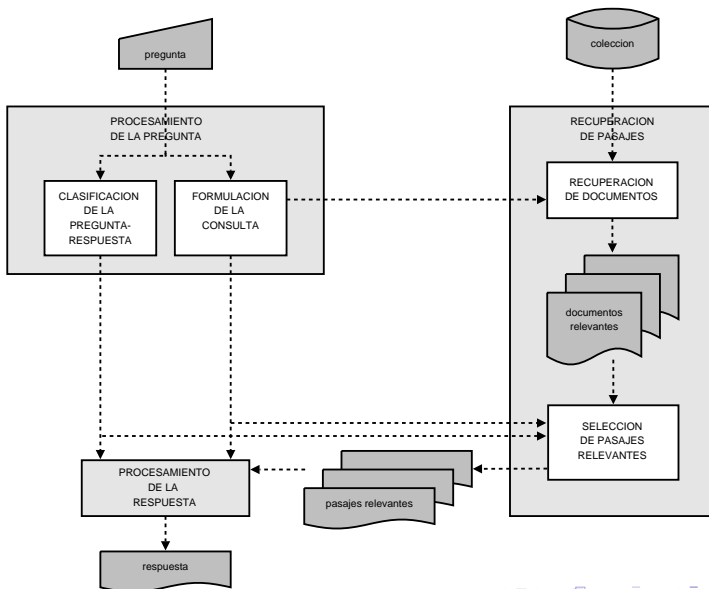 pregunta
coleccion
PROCESAMIENTO
DE LA PREGUNTA
RECUPERACION
DE PASAJES
CLASIFICACION
DE LA
PREGUNTA-
RESPUESTA
FORMULACION
DE LA
CONSULTA
RECUPERACION
DE DOCUMENTOS
documentos
relevantes
SELECCION
DE PASAJES
RELEVANTES
PROCESAMIENTO
DE LA
RESPUESTA
pasajes relevantes
respuesta